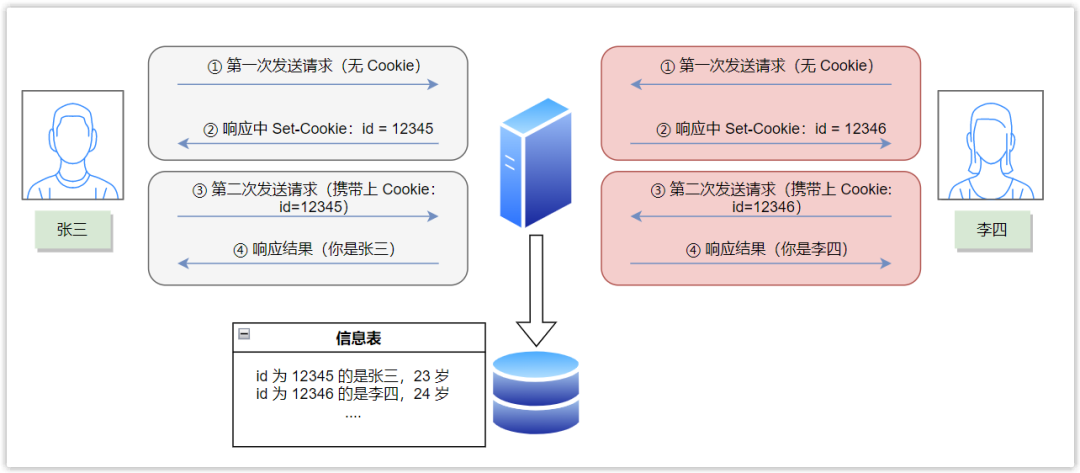 ① 第一次发送请求（无 Cookie）
② 响应中 Set-Cookie：id = 12345
③ 第二次发送请求（携带上 Cookie：
id=12345）
④ 响应结果（你是张三）
张三
① 第一次发送请求（无 Cookie）
② 响应中 Set-Cookie：id = 12346
③ 第二次发送请求（携带上 Cookie:
id=12346）
④ 响应结果（你是李四）
李四
信息表
id 为 12345 的是张三，23 岁
id 为 12346 的是李四，24 岁
....